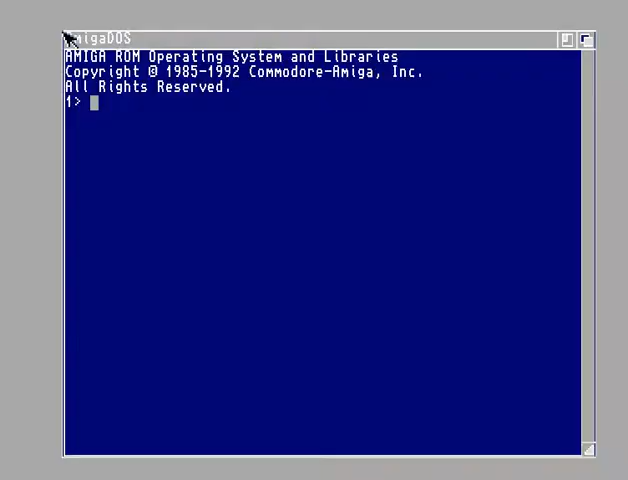 AmigaDOS
AMIGA ROM Operating System and Libraries
Copyright © 1985-1992 Commodore-Amiga, Inc.
All Rights Reserved.
1>